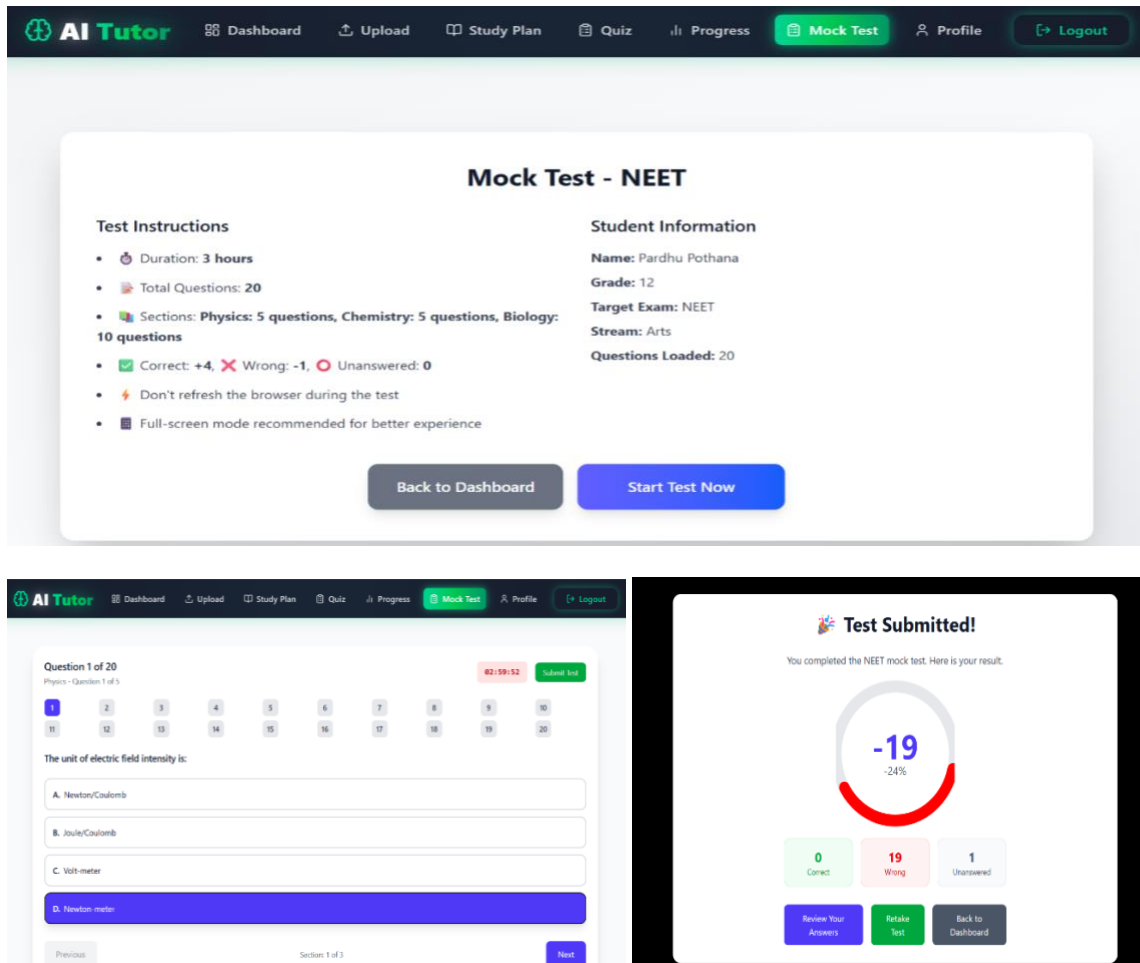 AI Tutor Dashboard Upload Study Plan Quiz Progress Mock Test Profile Logout
Mock Test - NEET
Test Instructions
Duration: 3 hours
Total Questions: 20
Sections: Physics: 5 questions, Chemistry: 5 questions, Biology:
10 questions
Correct: +4, Wrong: -1, Unanswered: 0
Don't refresh the browser during the test
Full-screen mode recommended for better experience
Student Information
Name: Pardhu Pothana
Grade: 12
Target Exam: NEET
Stream: Arts
Questions Loaded: 20
Back to Dashboard Start Test Now
AI Tutor Dashboard Upload Study Plan Quiz Progress Mock Test Profile Logout
Question 1 of 20
Physics - Question 1 of 5
02:59:52 Submit Test
1 2 3 4 5 6 7 8 9 10
11 12 13 14 15 16 17 18 19 20
The unit of electric field intensity is:
A. Newton/Coulomb
B. Joule/Coulomb
C. Volt-meter
D. Newton-meter
Previous Section: 1 of 3 Next
Test Submitted!
You completed the NEET mock test. Here is your result.
-19
-24%
0 19 1
Correct Wrong Unanswered
Review Your Retake Back to
Answers Test Dashboard